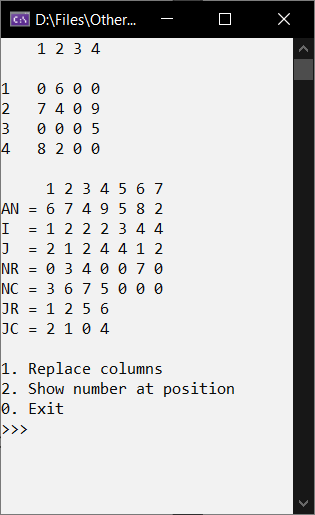 D:\Files\Other...
1 2 3 4
1 0 6 0 0
2 7 4 0 9
3 0 0 0 5
4 8 2 0 0
1 2 3 4 5 6 7
AN = 6 7 4 9 5 8 2
I = 1 2 2 2 3 4 4
J = 2 1 2 4 4 1 2
NR = 0 3 4 0 0 7 0
NC = 3 6 7 5 0 0 0
JR = 1 2 5 6
JC = 2 1 0 4
1. Replace columns
2. Show number at position
0. Exit
>>>